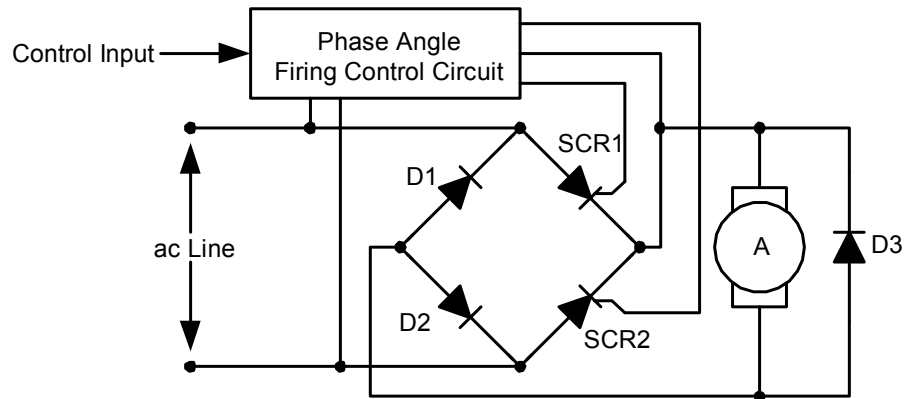 Phase Angle
Firing Control Circuit
Control Input
SCR1
D1
ac Line
A
D3
D2
SCR2